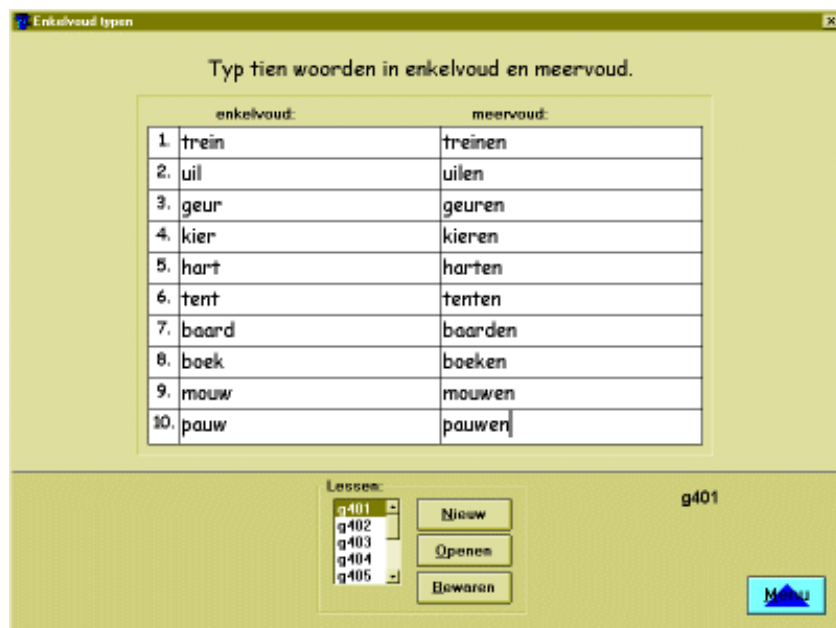 Enkelvoud typen
Typ tien woorden in enkelvoud en meervoud.
enkelvoud: meervoud:
1. trein treinen
2. uil uilen
3. geur geuren
4. kier kieren
5. hart harten
6. tent tenten
7. baard baarden
8. boek boeken
9. mouw mouwen
10. pauw pauwen
Lessen:
g401
g402
g403
g404
g405
Nieuw
Openen
Bewaren
g401
Menu